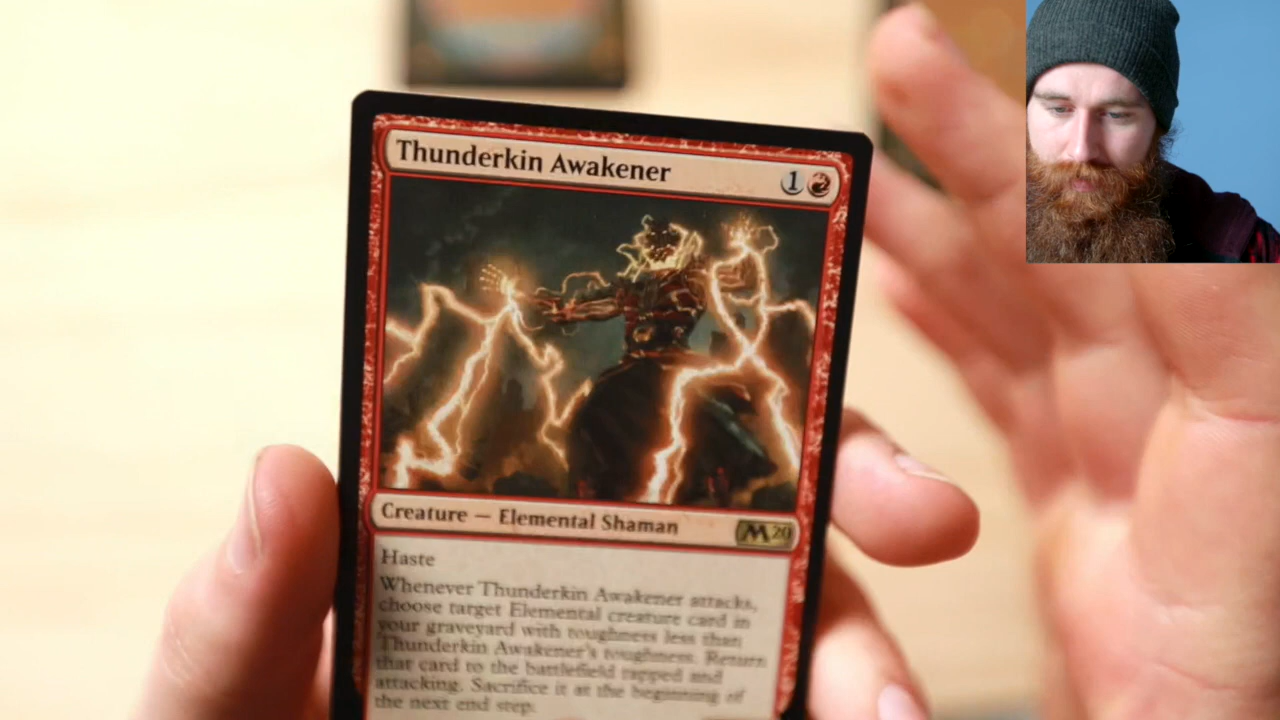 Thunderkin Awakener 1
Creature — Elemental Shaman M20
Haste
Whenever Thunderkin Awakener attacks,
choose target Elemental creature card in
your graveyard with toughness less than
Thunderkin Awakener's toughness. Return
that card to the battlefield tapped and
attacking. Sacrifice it at the beginning of
the next end step.